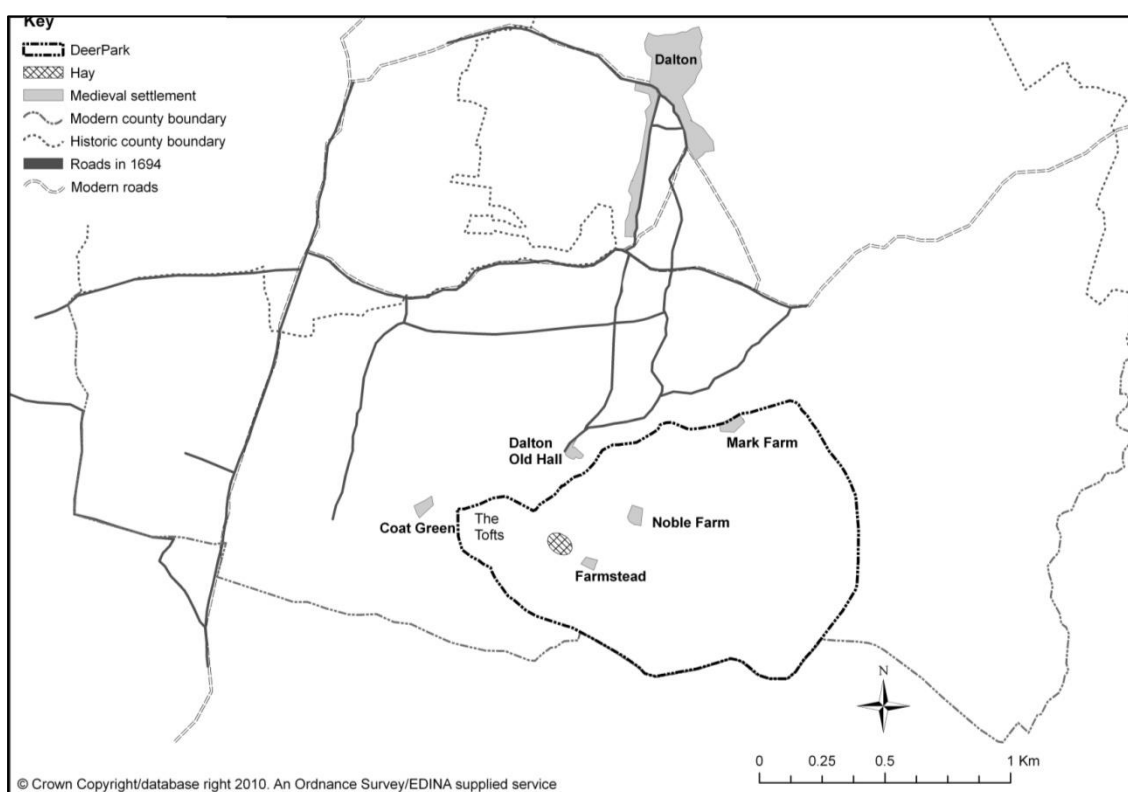 Key
DeerPark
Hay
Medieval settlement
Modern county boundary
Historic county boundary
Roads in 1694
Modern roads
Dalton
Dalton
Old Hall
Mark Farm
Coat Green
The
Tofts
Noble Farm
Farmstead
N
0 0.25 0.5 1 Km
© Crown Copyright/database right 2010. An Ordnance Survey/EDINA supplied service